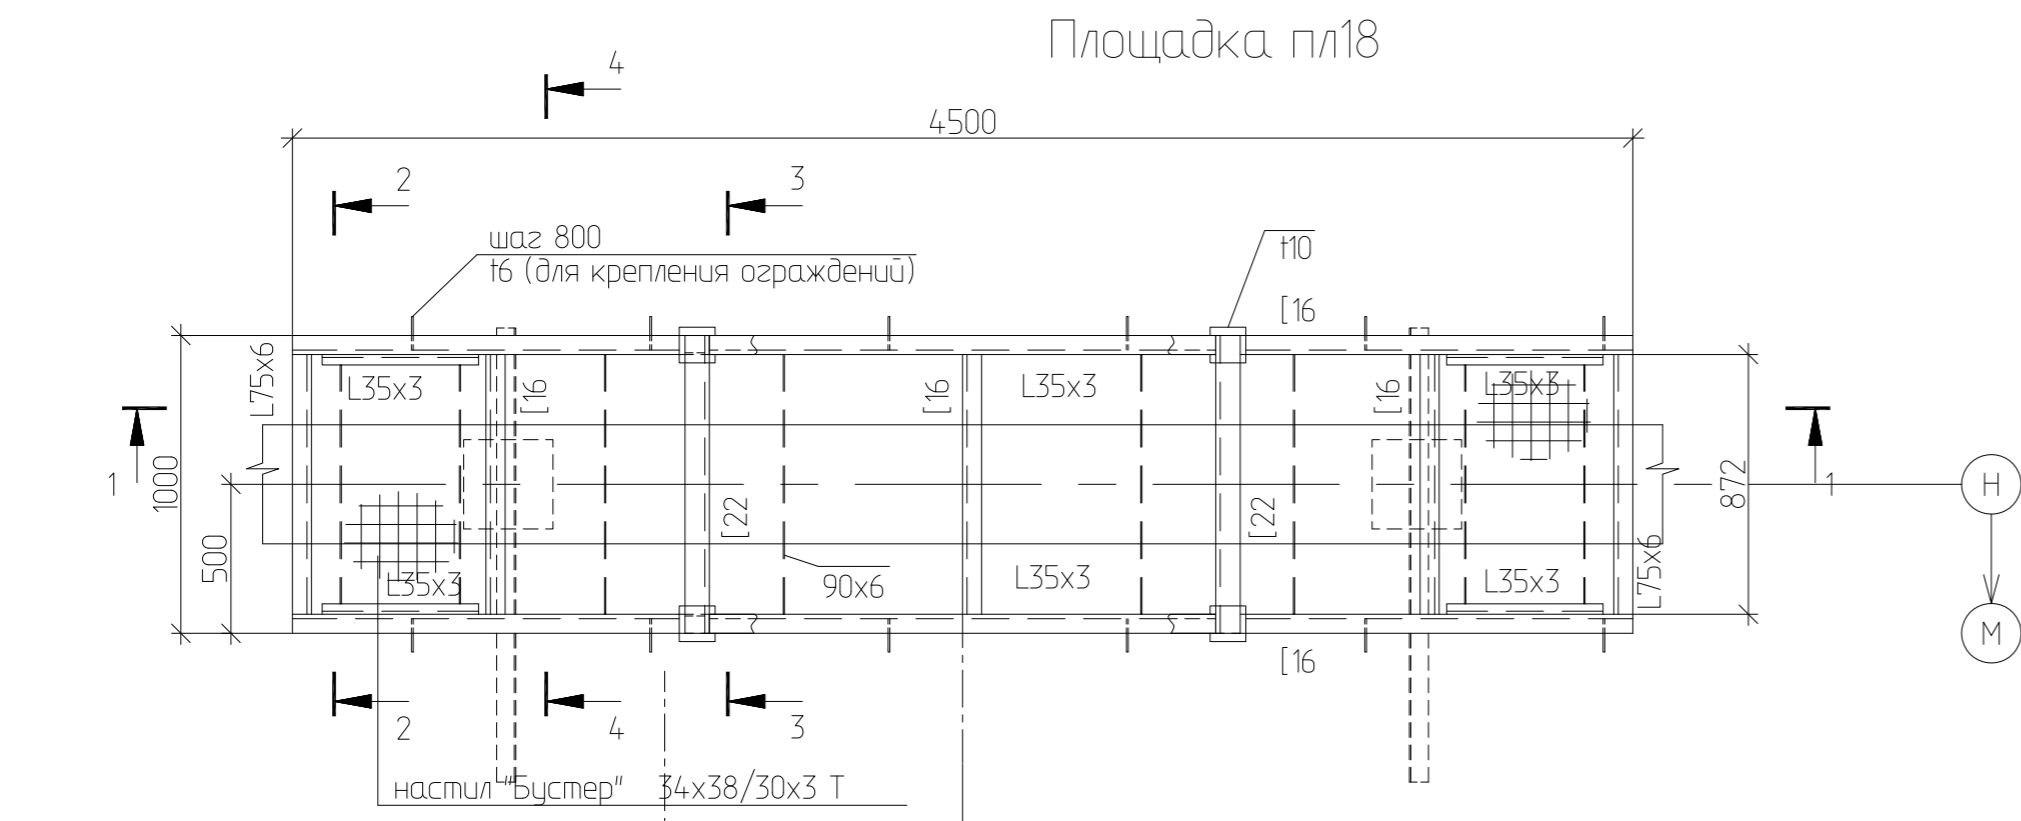 Площадка пл18
4
4500
2
3
шаг 800
t6 (для крепления ограждений)
t10
[16
L75x6
L35x3
[16
[16
L35x3
[16
L35x3
1
1000
500
[22
[22
872
1
Н
L35x3
90x6
L35x3
L35x3
L75x6
М
[16
2
4
3
настил "Бустер" 34x38/30x3 Т